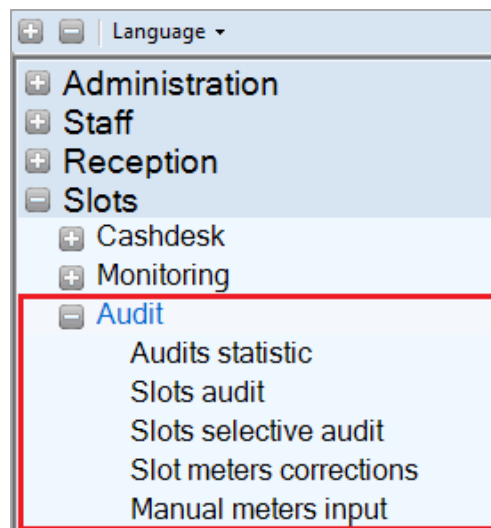 Language
Administration
Staff
Reception
Slots
Cashdesk
Monitoring
Audit
Audits statistic
Slots audit
Slots selective audit
Slot meters corrections
Manual meters input